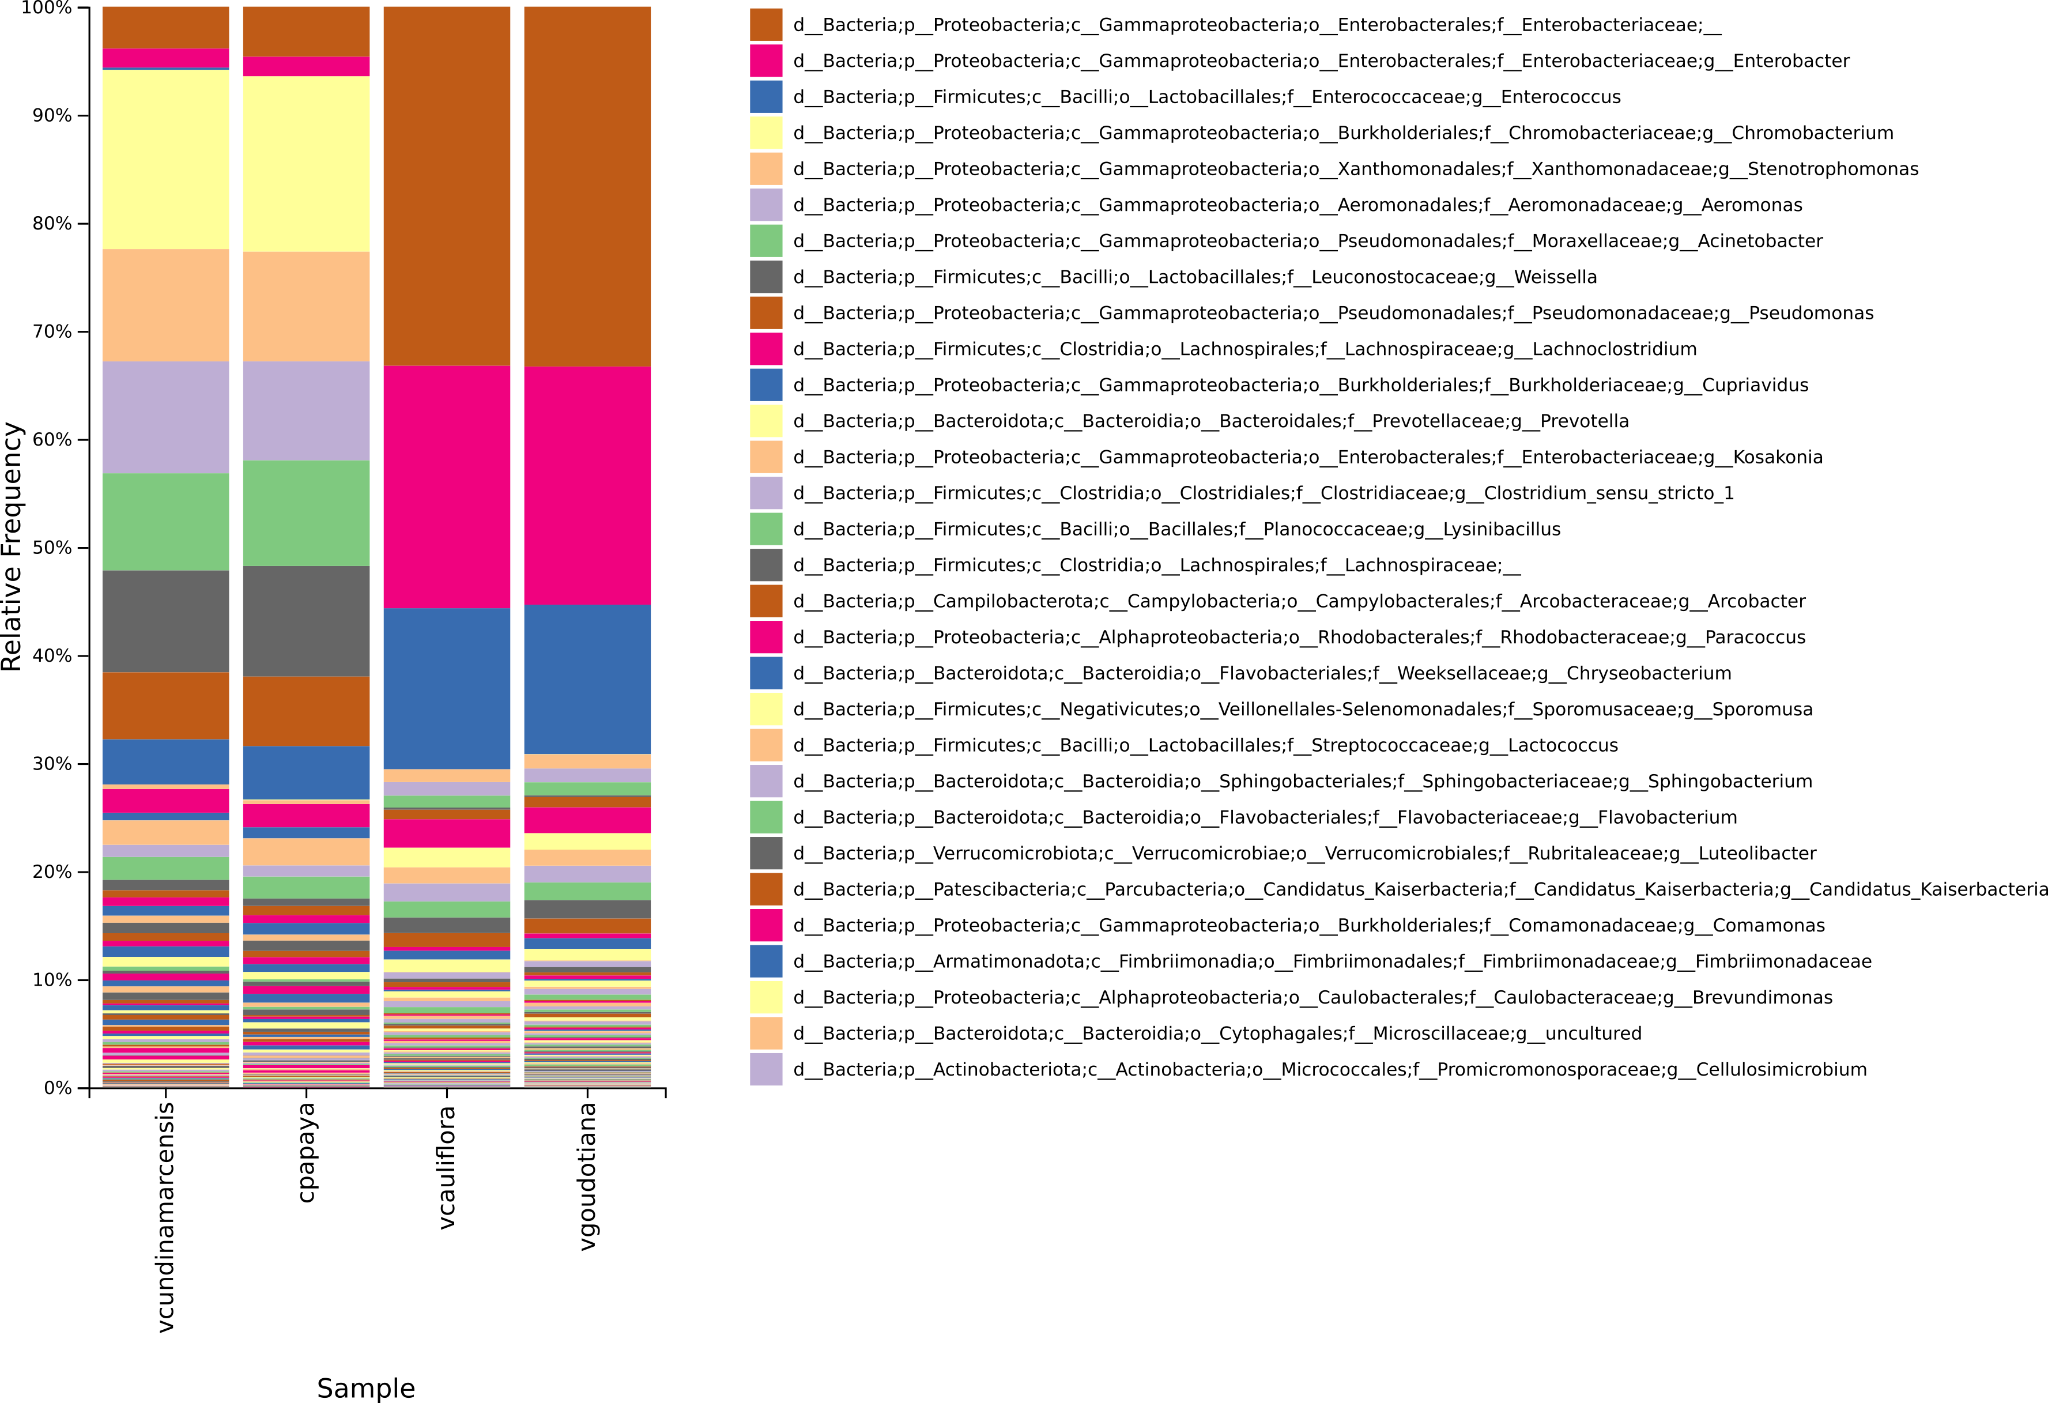 100%
90%
80%
70%
60%
50%
40%
30%
20%
10%
0%
Relative Frequency
vcundinamarcensis
cpapaya
vcauliflora
vgoudotiana
Sample
d__Bacteria;p__Proteobacteria;c__Gammaproteobacteria;o__Enterobacterales;f__Enterobacteriaceae;__
d__Bacteria;p__Proteobacteria;c__Gammaproteobacteria;o__Enterobacterales;f__Enterobacteriaceae;g__Enterobacter
d__Bacteria;p__Firmicutes;c__Bacilli;o__Lactobacillales;f__Enterococcaceae;g__Enterococcus
d__Bacteria;p__Proteobacteria;c__Gammaproteobacteria;o__Burkholderiales;f__Chromobacteriaceae;g__Chromobacterium
d__Bacteria;p__Proteobacteria;c__Gammaproteobacteria;o__Xanthomonadales;f__Xanthomonadaceae;g__Stenotrophomonas
d__Bacteria;p__Proteobacteria;c__Gammaproteobacteria;o__Aeromonadales;f__Aeromonadaceae;g__Aeromonas
d__Bacteria;p__Proteobacteria;c__Gammaproteobacteria;o__Pseudomonadales;f__Moraxellaceae;g__Acinetobacter
d__Bacteria;p__Firmicutes;c__Bacilli;o__Lactobacillales;f__Leuconostocaceae;g__Weissella
d__Bacteria;p__Proteobacteria;c__Gammaproteobacteria;o__Pseudomonadales;f__Pseudomonadaceae;g__Pseudomonas
d__Bacteria;p__Firmicutes;c__Clostridia;o__Lachnospirales;f__Lachnospiraceae;g__Lachnoclostridium
d__Bacteria;p__Proteobacteria;c__Gammaproteobacteria;o__Burkholderiales;f__Burkholderiaceae;g__Cupriavidus
d__Bacteria;p__Bacteroidota;c__Bacteroidia;o__Bacteroidales;f__Prevotellaceae;g__Prevotella
d__Bacteria;p__Proteobacteria;c__Gammaproteobacteria;o__Enterobacterales;f__Enterobacteriaceae;g__Kosakonia
d__Bacteria;p__Firmicutes;c__Clostridia;o__Clostridiales;f__Clostridiaceae;g__Clostridium_sensu_stricto_1
d__Bacteria;p__Firmicutes;c__Bacilli;o__Bacillales;f__Planococcaceae;g__Lysinibacillus
d__Bacteria;p__Firmicutes;c__Clostridia;o__Lachnospirales;f__Lachnospiraceae;__
d__Bacteria;p__Campilobacterota;c__Campylobacteria;o__Campylobacterales;f__Arcobacteraceae;g__Arcobacter
d__Bacteria;p__Proteobacteria;c__Alphaproteobacteria;o__Rhodobacterales;f__Rhodobacteraceae;g__Paracoccus
d__Bacteria;p__Bacteroidota;c__Bacteroidia;o__Flavobacteriales;f__Weeksellaceae;g__Chryseobacterium
d__Bacteria;p__Firmicutes;c__Negativicutes;o__Veillonellales-Selenomonadales;f__Sporomusaceae;g__Sporomusa
d__Bacteria;p__Firmicutes;c__Bacilli;o__Lactobacillales;f__Streptococcaceae;g__Lactococcus
d__Bacteria;p__Bacteroidota;c__Bacteroidia;o__Sphingobacteriales;f__Sphingobacteriaceae;g__Sphingobacterium
d__Bacteria;p__Bacteroidota;c__Bacteroidia;o__Flavobacteriales;f__Flavobacteriaceae;g__Flavobacterium
d__Bacteria;p__Verrucomicrobiota;c__Verrucomicrobiae;o__Verrucomicrobiales;f__Rubritaleaceae;g__Luteolibacter
d__Bacteria;p__Patescibacteria;c__Parcubacteria;o__Candidatus_Kaiserbacteria;f__Candidatus_Kaiserbacteria;g__Candidatus_Kaiserbacteria
d__Bacteria;p__Proteobacteria;c__Gammaproteobacteria;o__Burkholderiales;f__Comamonadaceae;g__Comamonas
d__Bacteria;p__Armatimonadota;c__Fimbriimonadia;o__Fimbriimonadales;f__Fimbriimonadaceae;g__Fimbriimonadaceae
d__Bacteria;p__Proteobacteria;c__Alphaproteobacteria;o__Caulobacterales;f__Caulobacteraceae;g__Brevundimonas
d__Bacteria;p__Bacteroidota;c__Bacteroidia;o__Cytophagales;f__Microscillaceae;g__uncultured
d__Bacteria;p__Actinobacteriota;c__Actinobacteria;o__Micrococcales;f__Promicromonosporaceae;g__Cellulosimicrobium